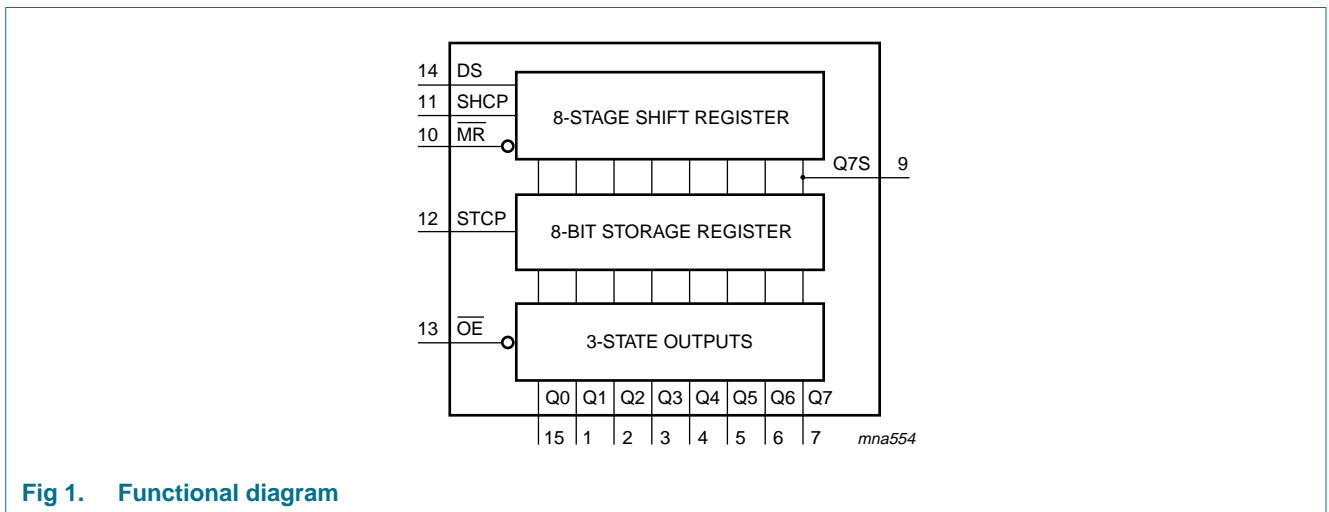 14 DS
11 SHCP
10 M̅R̅
8-STAGE SHIFT REGISTER
Q7S 9
12 STCP
8-BIT STORAGE REGISTER
13 O̅E̅
3-STATE OUTPUTS
Q0 Q1 Q2 Q3 Q4 Q5 Q6 Q7
15 1 2 3 4 5 6 7
mna554
Fig 1. Functional diagram